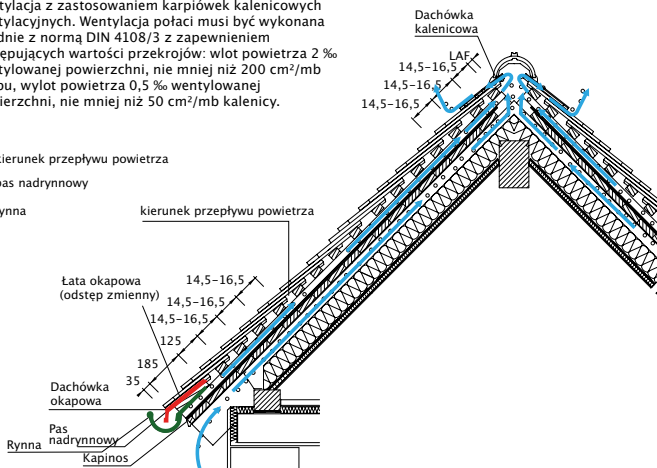 tylacja z zastosowaniem karpiówek kalenicowych
tylacyjnych. Wentylacja połaci musi być wykonana
dnie z normą DIN 4108/3 z zapewnieniem
ępujących wartości przekrojów: wlot powietrza 2 ‰
tylowanej powierzchni, nie mniej niż 200 cm²/mb
pu, wylot powietrza 0,5 ‰ wentylowanej
ierzchni, nie mniej niż 50 cm²/mb kalenicy.
kierunek przepływu powietrza
pas nadrynnowy
ynna
Dachówka
kalenicowa
LAF
14,5–16,5
14,5–16,5
14,5–16,5
kierunek przepływu powietrza
Łata okapowa
(odstęp zmienny)
14,5–16,5
14,5–16,5
14,5–16,5
125
185
35
Dachówka
okapowa
Pas
nadrynnowy
Rynna
Kapinos